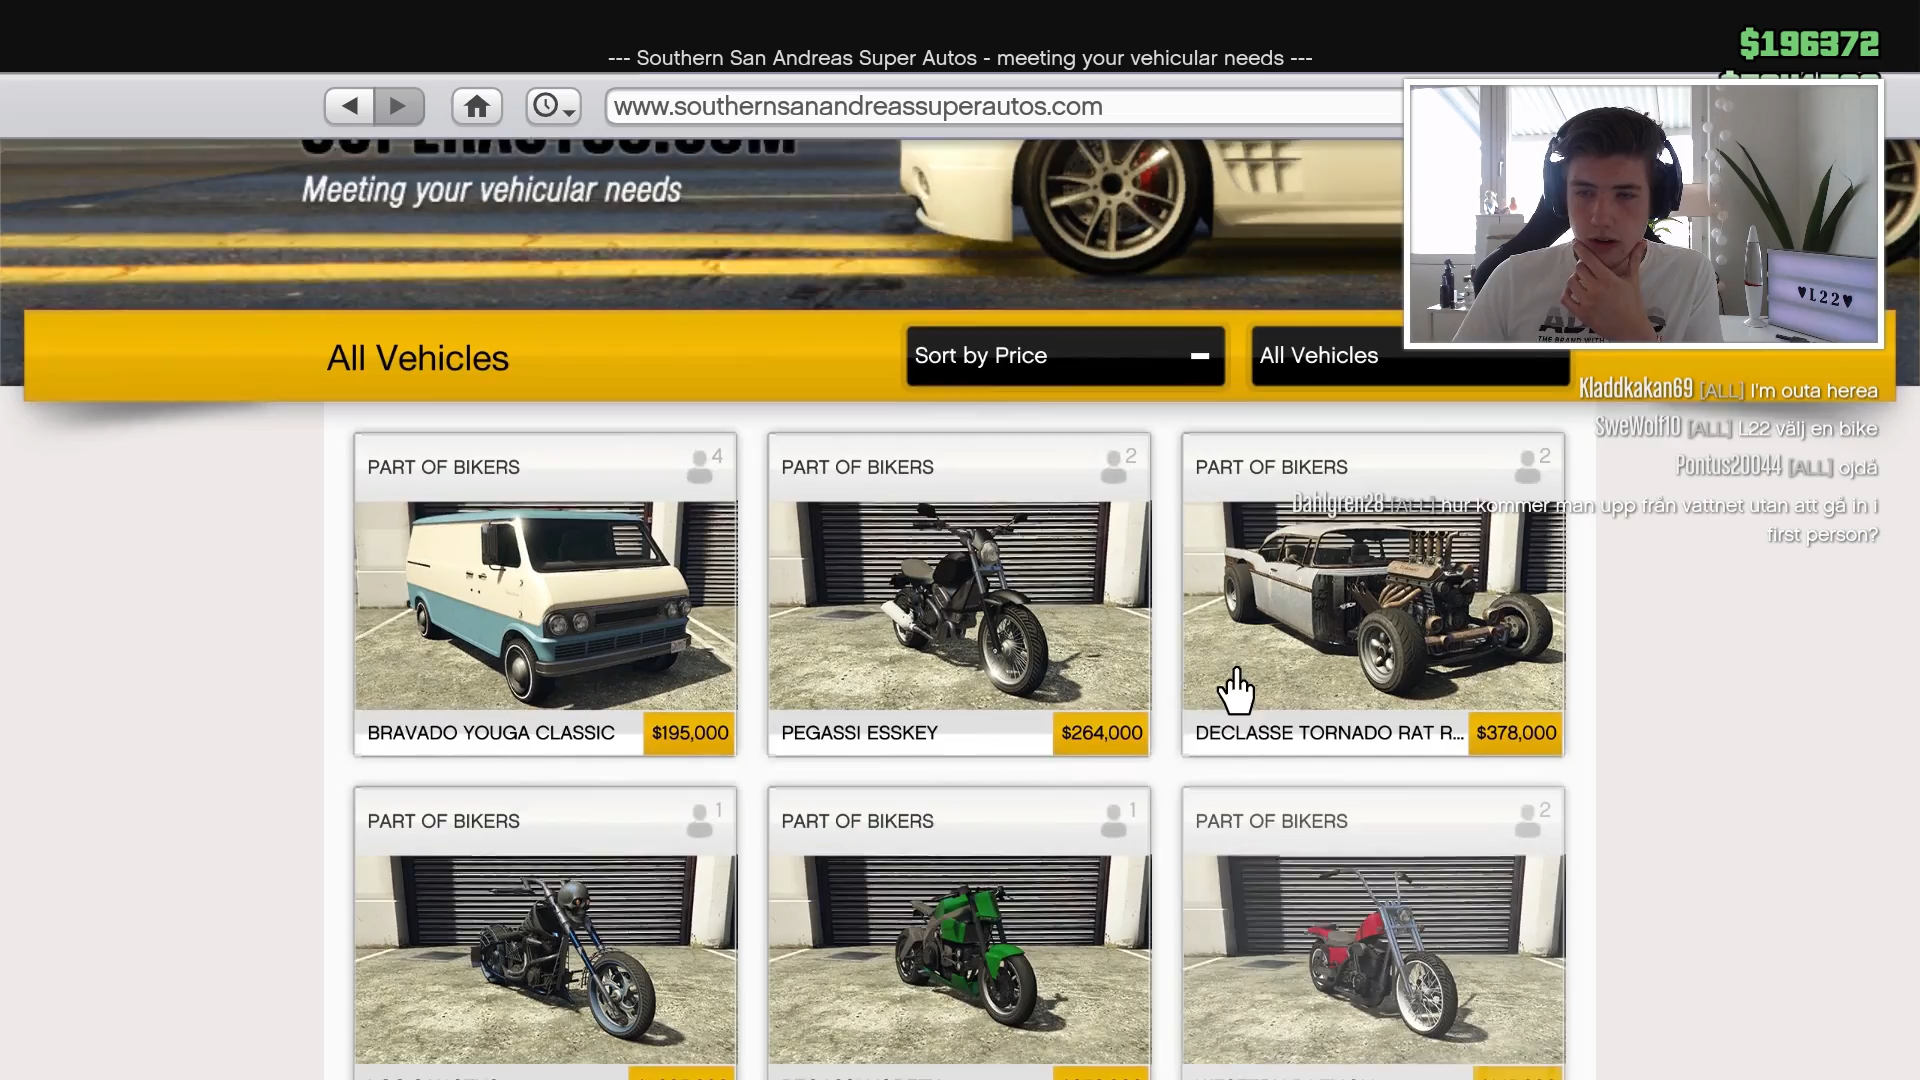 --- Southern San Andreas Super Autos - meeting your vehicular needs ---
$196372
www.southernsanandreassuperautos.com
Meeting your vehicular needs
♥L22♥
All Vehicles
Sort by Price
All Vehicles
Kladdkakan69 [ALL] I'm outa herea
SweWolf10 [ALL] L22 välj en bike
Pontus20044 [ALL] ojdå
Dahlgren28 [ALL] hur kommer man upp från vattnet utan att gå in i
first person?
PART OF BIKERS 4
PART OF BIKERS 2
PART OF BIKERS 2
BRAVADO YOUGA CLASSIC $195,000
PEGASSI ESSKEY $264,000
DECLASSE TORNADO RAT R... $378,000
PART OF BIKERS 1
PART OF BIKERS 1
PART OF BIKERS 2